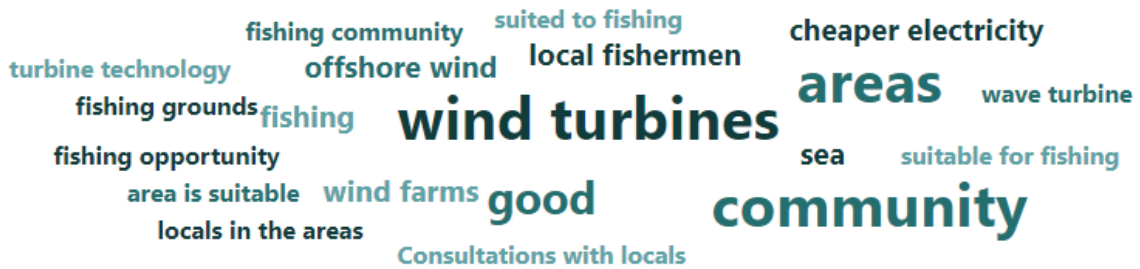 suited to fishing
fishing community
cheaper electricity
local fishermen
turbine technology
offshore wind
areas
wave turbine
fishing grounds
fishing
wind turbines
fishing opportunity
sea
suitable for fishing
area is suitable
wind farms
good
community
locals in the areas
Consultations with locals